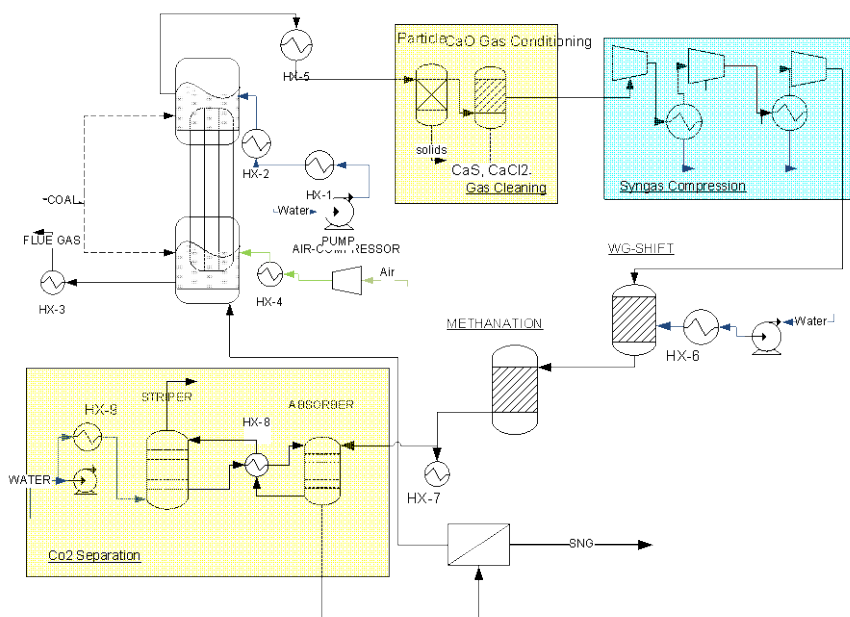 HX-5
Particle
CaO Gas Conditioning
solids
CaS, CaCl2.
Gas Cleaning
Syngas Compression
HX-2
HX-1
Water
PUMP
COAL
FLUE GAS
HX-3
AIR-COMPRESSOR
Air
HX-4
WG-SHIFT
Water
HX-6
METHANATION
HX-7
STRIPER
ABSORBER
HX-9
HX-8
WATER
Co2 Separation
SNG